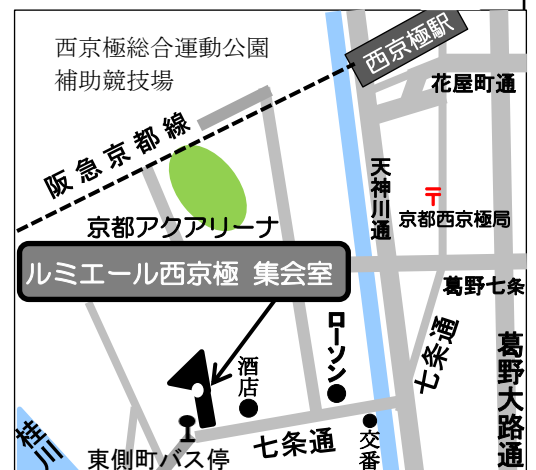 西京極総合運動公園
補助競技場
西京極駅
花屋町通
阪急京都線
天神川通
〒
京都西京極局
京都アクアリーナ
ルミエール西京極 集会室
葛野七条
ローソン
七条通
葛野大路通
酒店
桂川
東側町バス停
七条通
交番